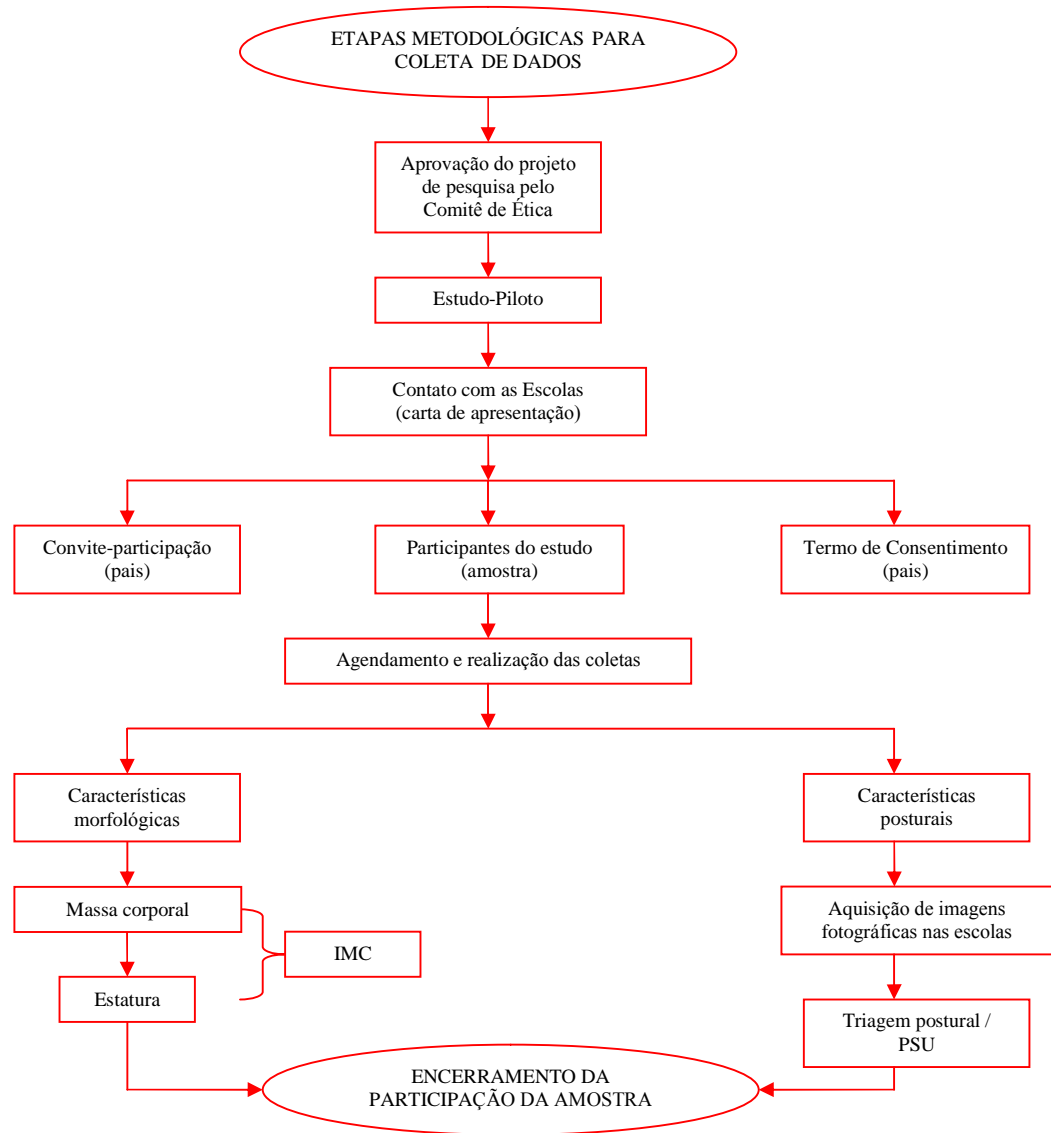 ETAPAS METODOLÓGICAS PARA
COLETA DE DADOS
Aprovação do projeto
de pesquisa pelo
Comitê de Ética
Estudo-Piloto
Contato com as Escolas
(carta de apresentação)
Convite-participação
(pais)
Participantes do estudo
(amostra)
Termo de Consentimento
(pais)
Agendamento e realização das coletas
Características
morfológicas
Características
posturais
Massa corporal
Aquisição de imagens
fotográficas nas escolas
IMC
Estatura
Triagem postural /
PSU
ENCERRAMENTO DA
PARTICIPAÇÃO DA AMOSTRA